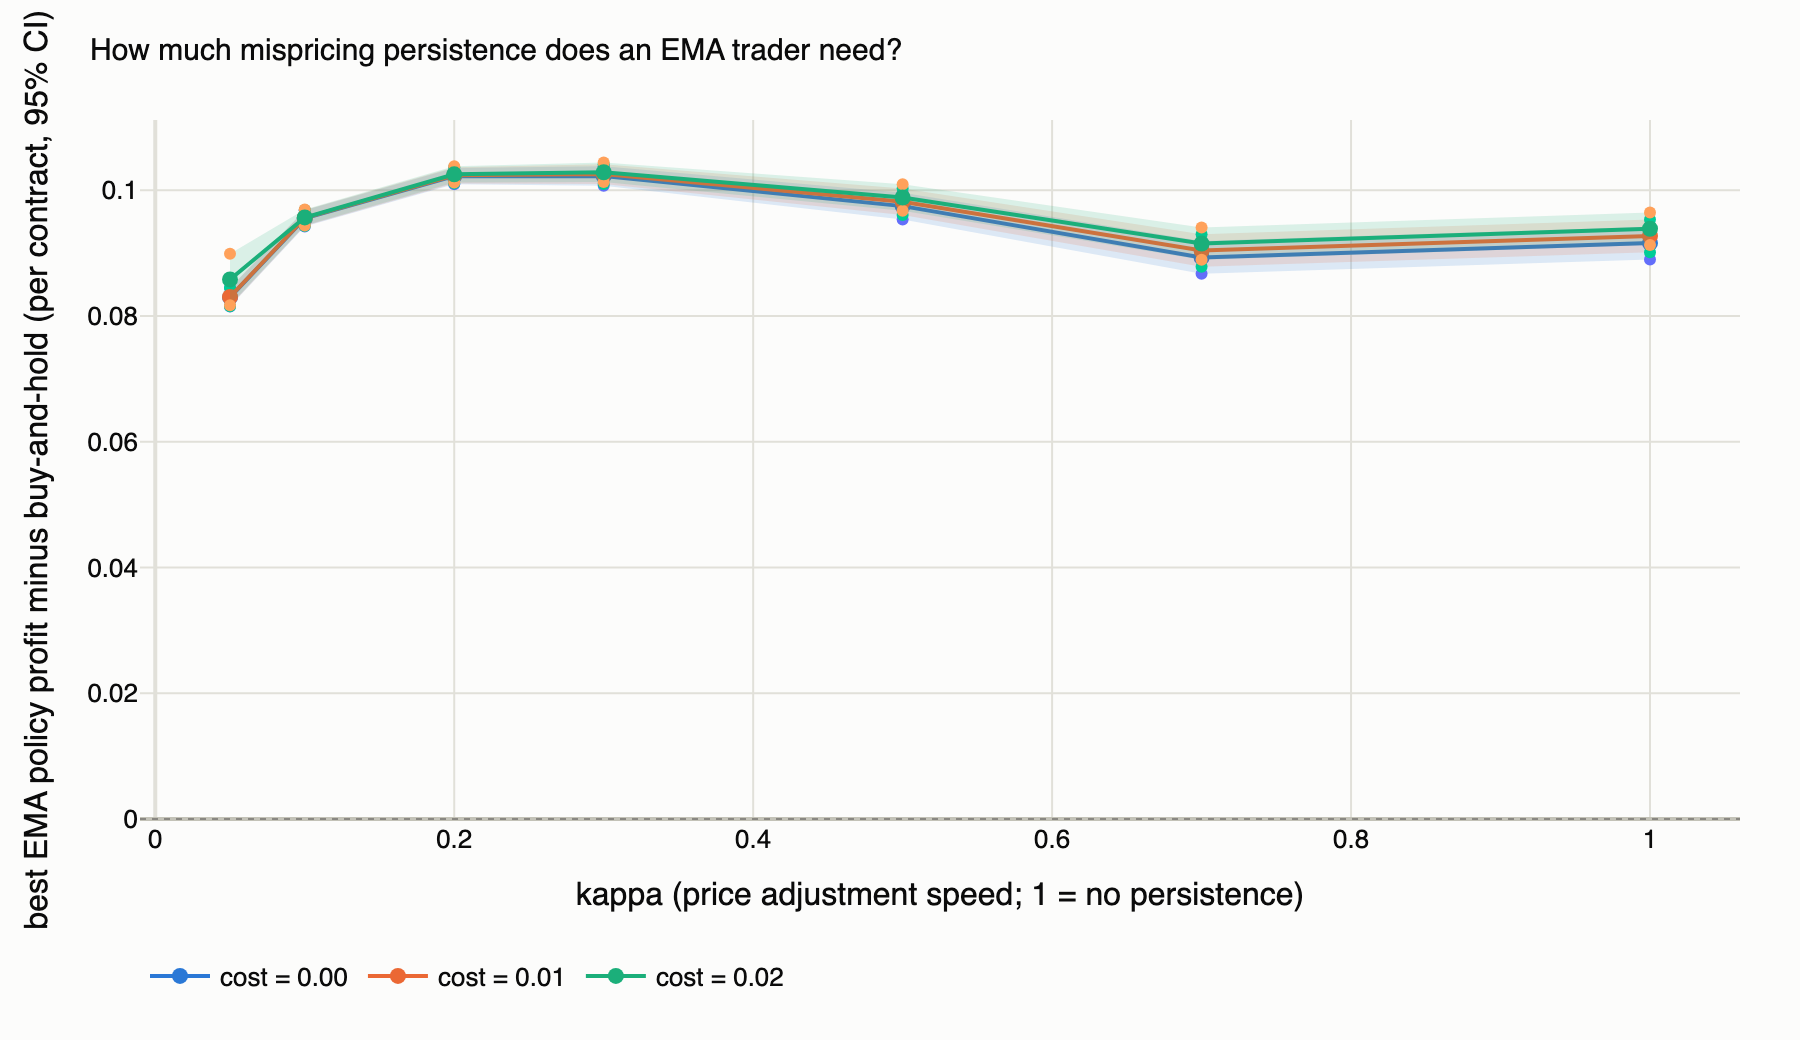 How much mispricing persistence does an EMA trader need?
best EMA policy profit minus buy-and-hold (per contract, 95% CI)
0.1
0.08
0.06
0.04
0.02
0
0 0.2 0.4 0.6 0.8 1
kappa (price adjustment speed; 1 = no persistence)
cost = 0.00 cost = 0.01 cost = 0.02